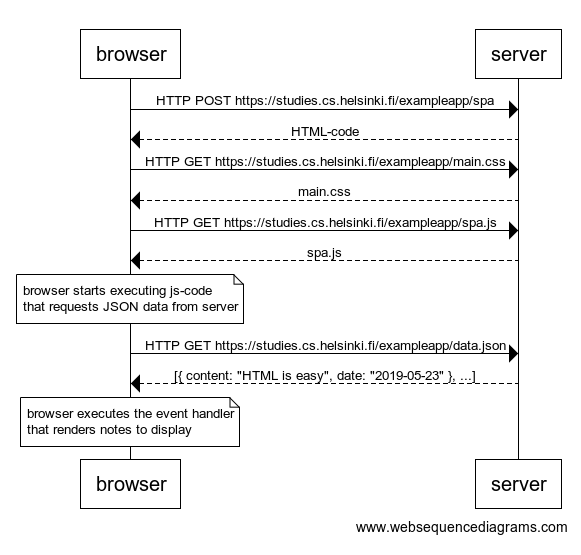 browser
server
HTTP POST https://studies.cs.helsinki.fi/exampleapp/spa
HTML-code
HTTP GET https://studies.cs.helsinki.fi/exampleapp/main.css
main.css
HTTP GET https://studies.cs.helsinki.fi/exampleapp/spa.js
spa.js
browser starts executing js-code
that requests JSON data from server
HTTP GET https://studies.cs.helsinki.fi/exampleapp/data.json
[{ content: "HTML is easy", date: "2019-05-23" }, ...]
browser executes the event handler
that renders notes to display
browser
server
www.websequencediagrams.com